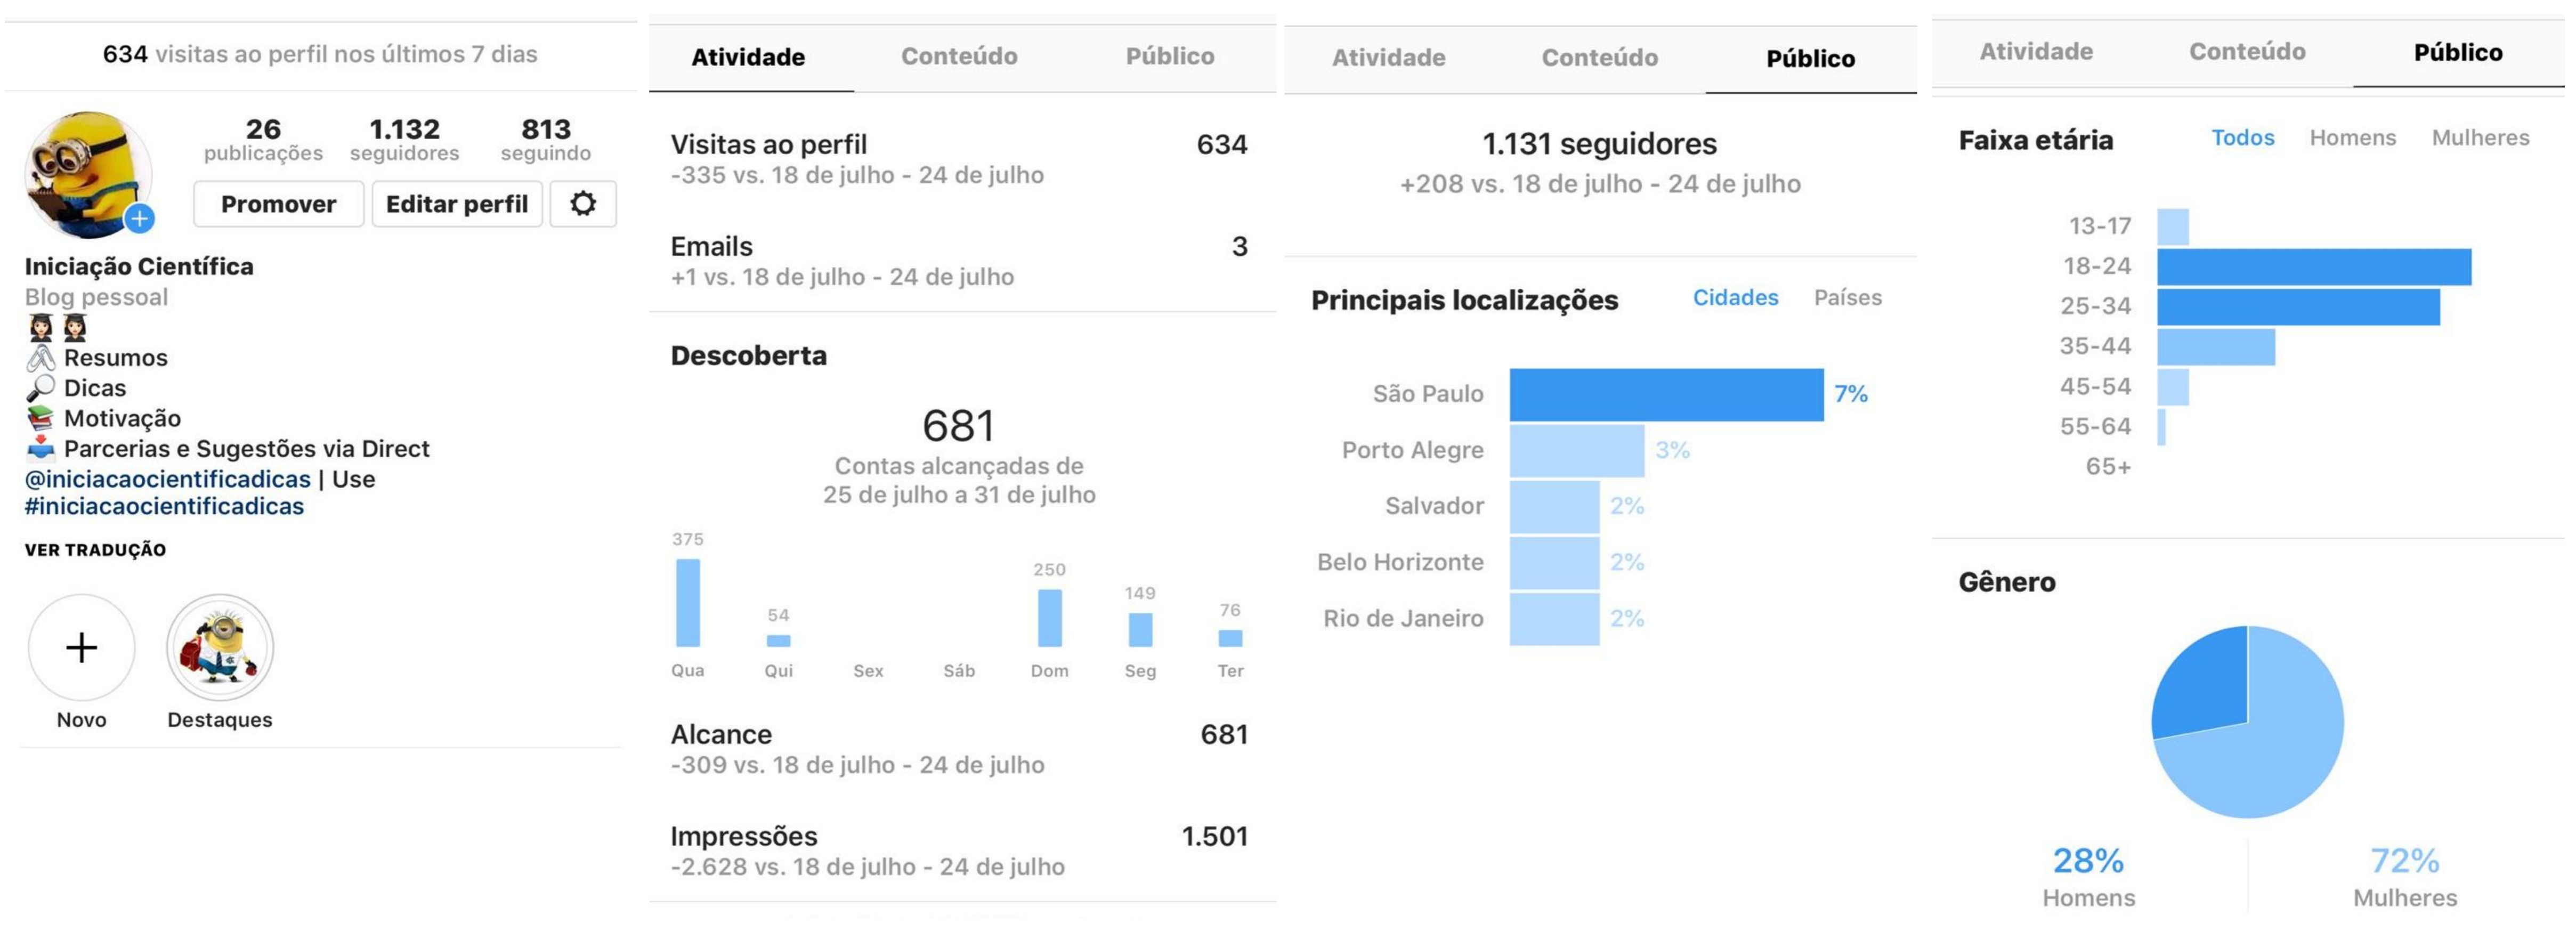 634 visitas ao perfil nos últimos 7 dias
26 1.132 813
publicações seguidores seguindo
Promover Editar perfil
Iniciação Científica
Blog pessoal
Resumos
Dicas
Motivação
Parcerias e Sugestões via Direct
@iniciacaocientificadicas | Use
#iniciacaocientificadicas
VER TRADUÇÃO
Novo Destaques
Atividade Conteúdo Público
Visitas ao perfil 634
-335 vs. 18 de julho - 24 de julho
Emails 3
+1 vs. 18 de julho - 24 de julho
Descoberta
681
Contas alcançadas de
25 de julho a 31 de julho
375 54 250 149 76
Qua Qui Sex Sáb Dom Seg Ter
Alcance 681
-309 vs. 18 de julho - 24 de julho
Impressões 1.501
-2.628 vs. 18 de julho - 24 de julho
Atividade Conteúdo Público
1.131 seguidores
+208 vs. 18 de julho - 24 de julho
Principais localizações Cidades Países
São Paulo 7%
Porto Alegre 3%
Salvador 2%
Belo Horizonte 2%
Rio de Janeiro 2%
Atividade Conteúdo Público
Faixa etária Todos Homens Mulheres
13-17
18-24
25-34
35-44
45-54
55-64
65+
Gênero
28% 72%
Homens Mulheres